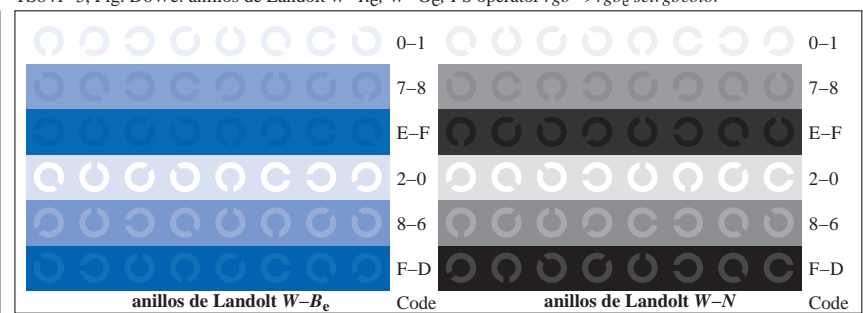 0–1 0–1
7–8 7–8
E–F E–F
2–0 2–0
8–6 8–6
F–D F–D
anillos de Landolt W–Be Code anillos de Landolt W–N Code